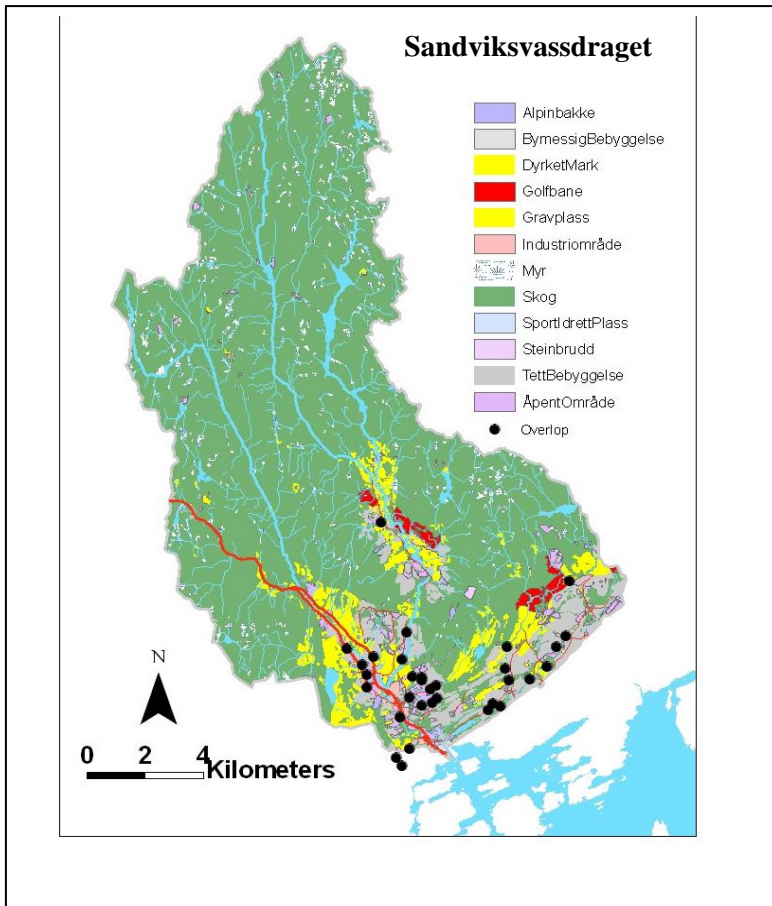 Sandviksvassdraget
Alpinbakke
BymessigBebyggelse
DyrketMark
Golfbane
Gravplass
Industriområde
Myr
Skog
SportIdrettPlass
Steinbrudd
TettBebyggelse
ÅpentOmråde
Overlop
N
0 2 4
Kilometers